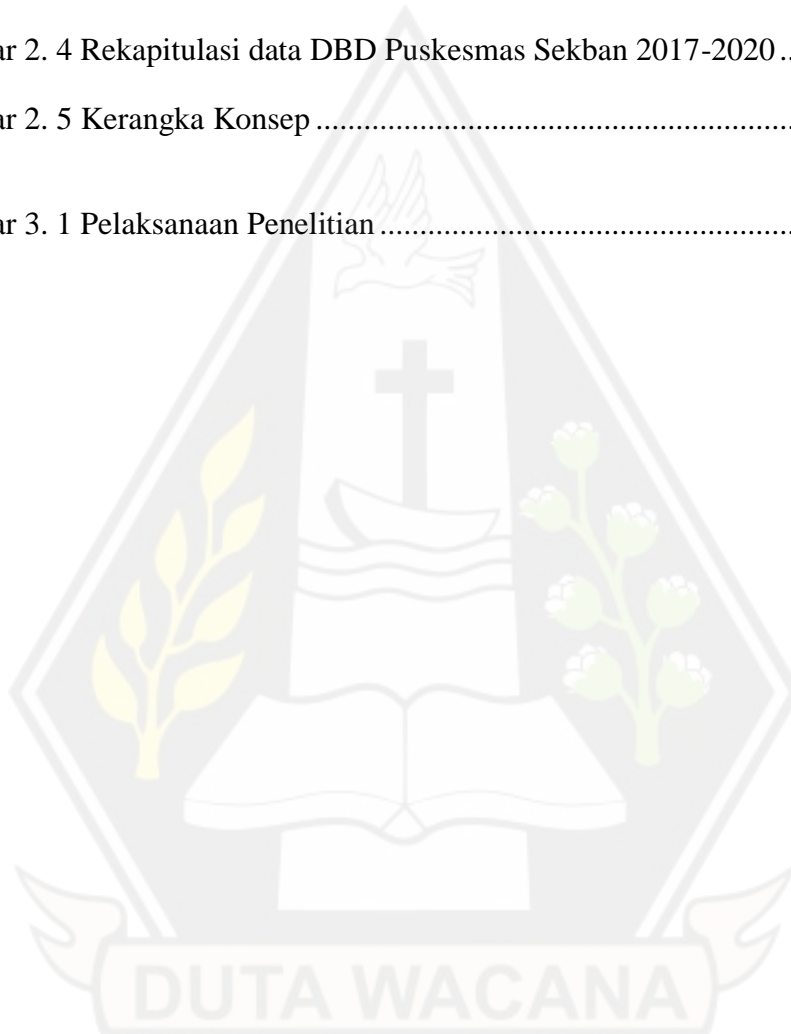 ar 2. 4 Rekapitulasi data DBD Puskesmas Sekban 2017-2020 ..
ar 2. 5 Kerangka Konsep ...........................................................
ar 3. 1 Pelaksanaan Penelitian ...................................................
DUTA WACANA